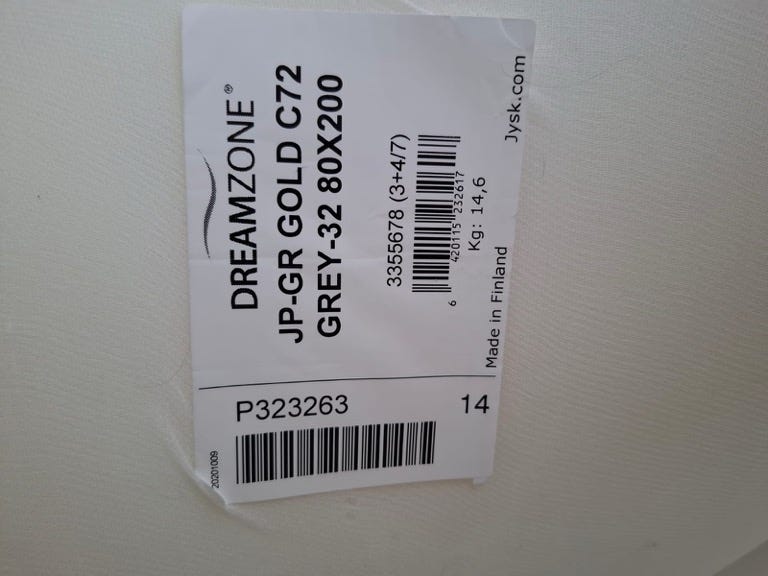 DREAMZONE®
JP-GR GOLD C72
GREY-32 80X200
3355678 (3+4/7)
6 420115 232617
Kg: 14,6
Made in Finland
Jysk.com
P323263
14
20201009